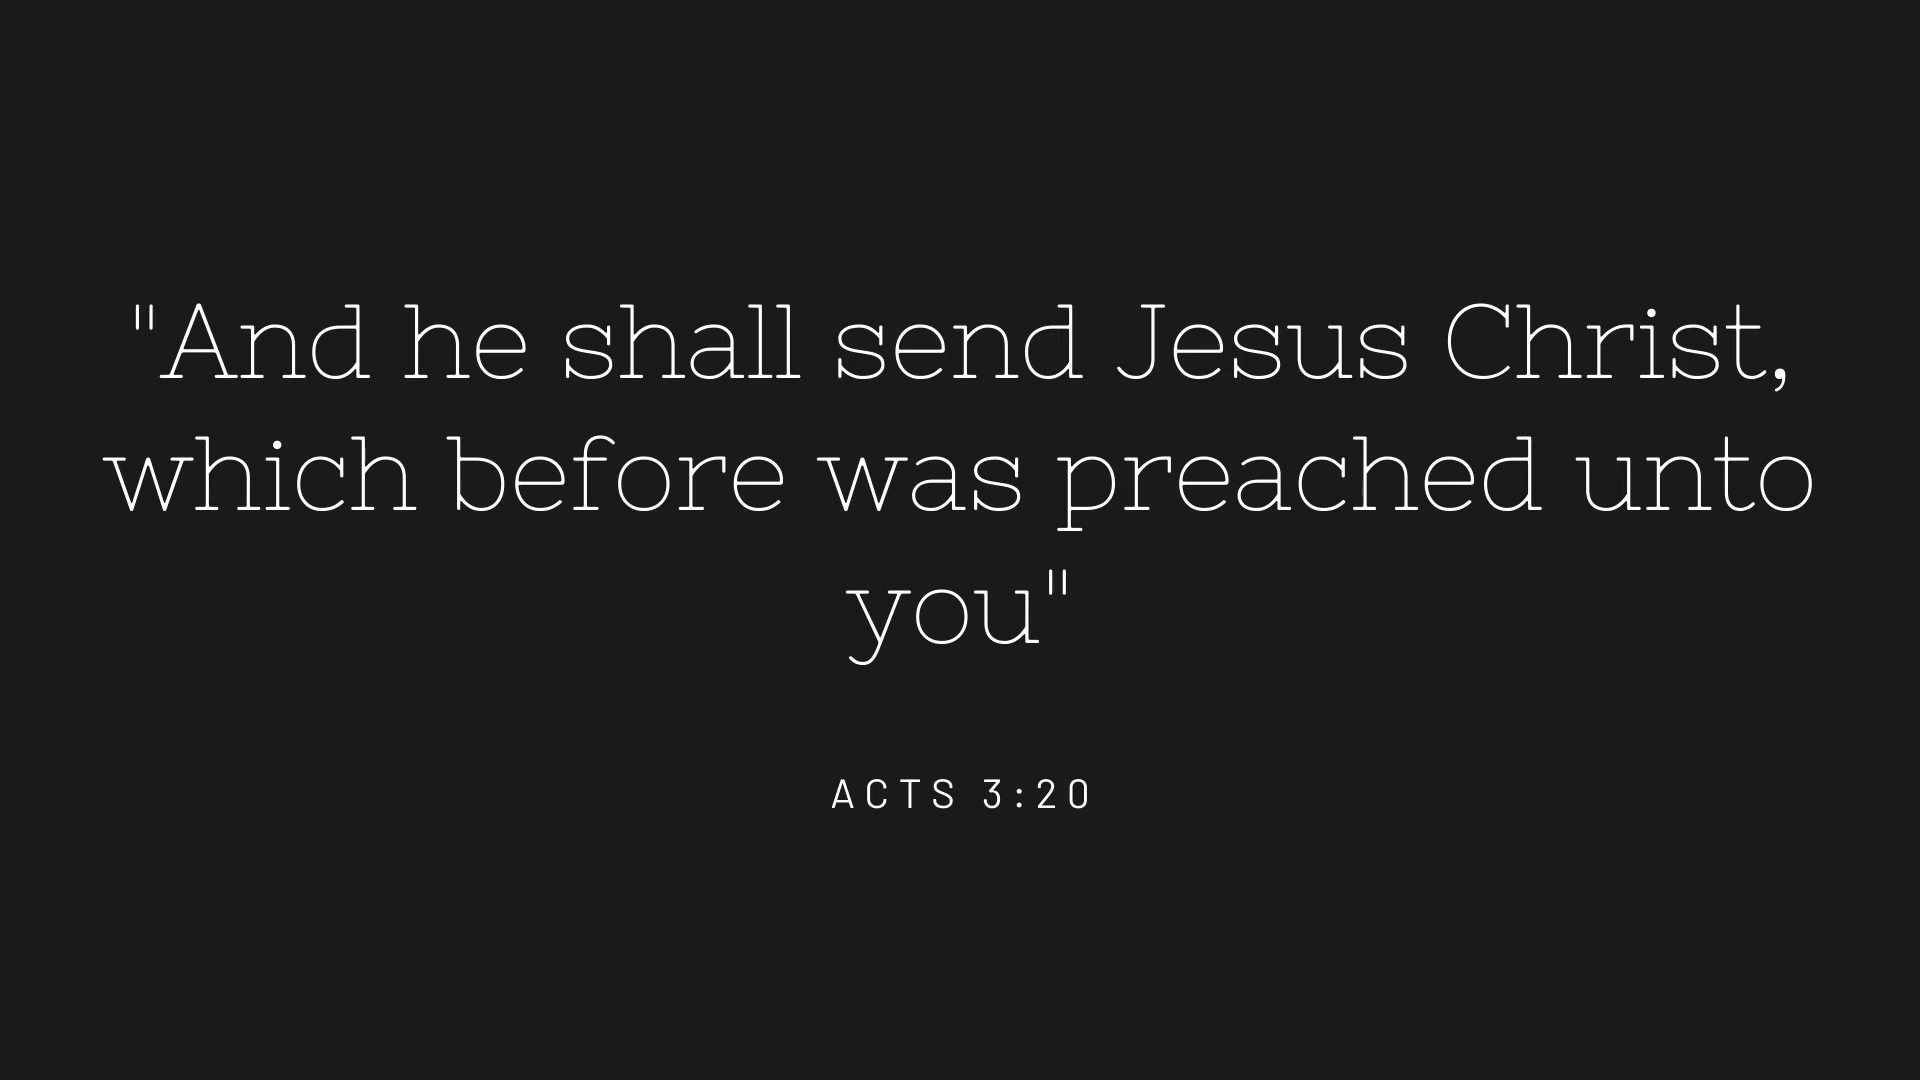 "And he shall send Jesus Christ,
which before was preached unto
you"
ACTS 3:20